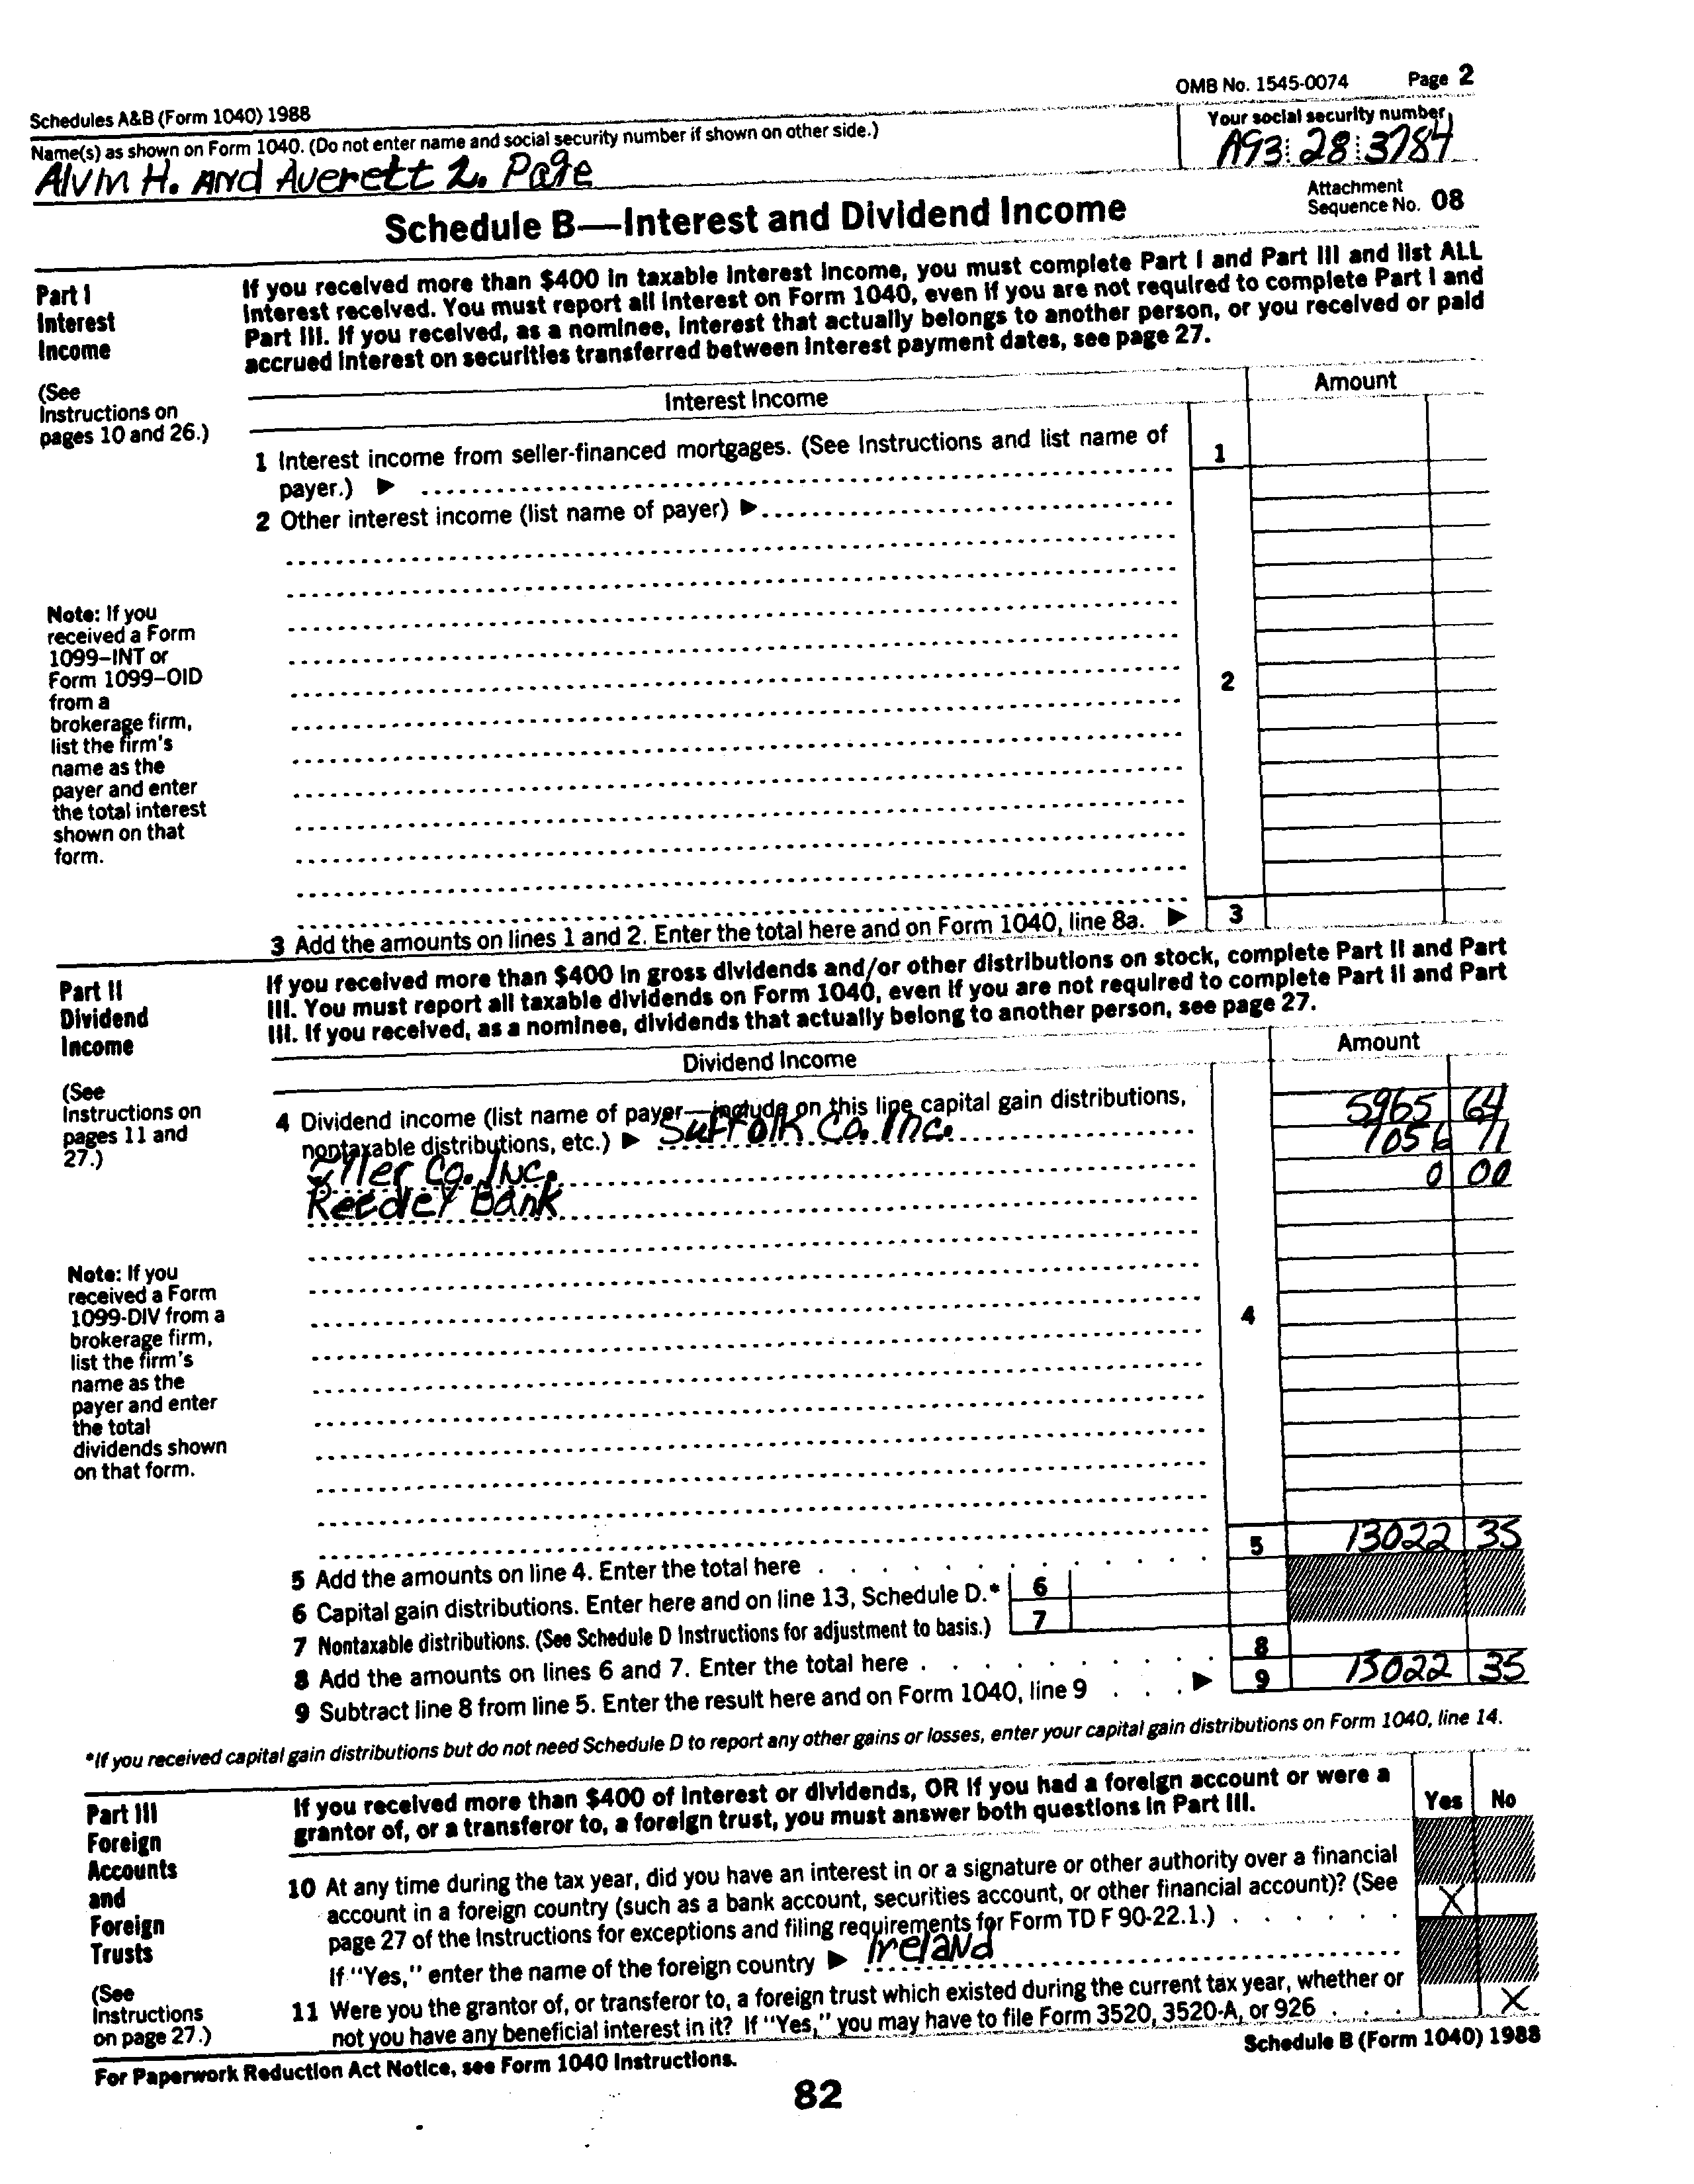 OMB No. 1545-0074 Page 2
Schedules A&B (Form 1040) 1988
Name(s) as shown on Form 1040. (Do not enter name and social security number if shown on other side.)
Your social security number
Alvin H. and Averett L. Page
A93 28 3784
Schedule B—Interest and Dividend Income
Attachment
Sequence No. 08
Part I
Interest
Income
(See
Instructions on
pages 10 and 26.)
If you received more than $400 in taxable interest income, you must complete Part I and Part III and list ALL
interest received. You must report all interest on Form 1040, even if you are not required to complete Part I and
Part III. If you received, as a nominee, interest that actually belongs to another person, or you received or paid
accrued interest on securities transferred between interest payment dates, see page 27.
Interest Income
Amount
1 Interest income from seller-financed mortgages. (See Instructions and list name of
payer.) ▶
1
2 Other interest income (list name of payer) ▶
Note: If you
received a Form
1099–INT or
Form 1099–OID
from a
brokerage firm,
list the firm's
name as the
payer and enter
the total interest
shown on that
form.
2
3 Add the amounts on lines 1 and 2. Enter the total here and on Form 1040, line 8a. ▶ 3
Part II
Dividend
Income
(See
Instructions on
pages 11 and
27.)
If you received more than $400 in gross dividends and/or other distributions on stock, complete Part II and Part
III. You must report all taxable dividends on Form 1040, even if you are not required to complete Part II and Part
III. If you received, as a nominee, dividends that actually belong to another person, see page 27.
Dividend Income
Amount
4 Dividend income (list name of payer—include on this line capital gain distributions,
nontaxable distributions, etc.) ▶ Suffolk Co. Inc. 5965 64
Co. Inc. 11
Reedley Bank 0 00
Note: If you
received a Form
1099-DIV from a
brokerage firm,
list the firm's
name as the
payer and enter
the total
dividends shown
on that form.
4
5 Add the amounts on line 4. Enter the total here 5 13022 35
6 Capital gain distributions. Enter here and on line 13, Schedule D.* 6
7 Nontaxable distributions. (See Schedule D Instructions for adjustment to basis.) 7
8 Add the amounts on lines 6 and 7. Enter the total here 8
9 Subtract line 8 from line 5. Enter the result here and on Form 1040, line 9 ▶ 9 13022 35
*If you received capital gain distributions but do not need Schedule D to report any other gains or losses, enter your capital gain distributions on Form 1040, line 14.
Part III
Foreign
Accounts
and
Foreign
Trusts
(See
Instructions
on page 27.)
If you received more than $400 of interest or dividends, OR if you had a foreign account or were a
grantor of, or a transferor to, a foreign trust, you must answer both questions in Part III.
Yes No
10 At any time during the tax year, did you have an interest in or a signature or other authority over a financial
account in a foreign country (such as a bank account, securities account, or other financial account)? (See
page 27 of the Instructions for exceptions and filing requirements for Form TD F 90-22.1.) X
If "Yes," enter the name of the foreign country ▶ Ireland
11 Were you the grantor of, or transferor to, a foreign trust which existed during the current tax year, whether or
not you have any beneficial interest in it? If "Yes," you may have to file Form 3520, 3520-A, or 926 X
For Paperwork Reduction Act Notice, see Form 1040 Instructions.
Schedule B (Form 1040) 1988
82